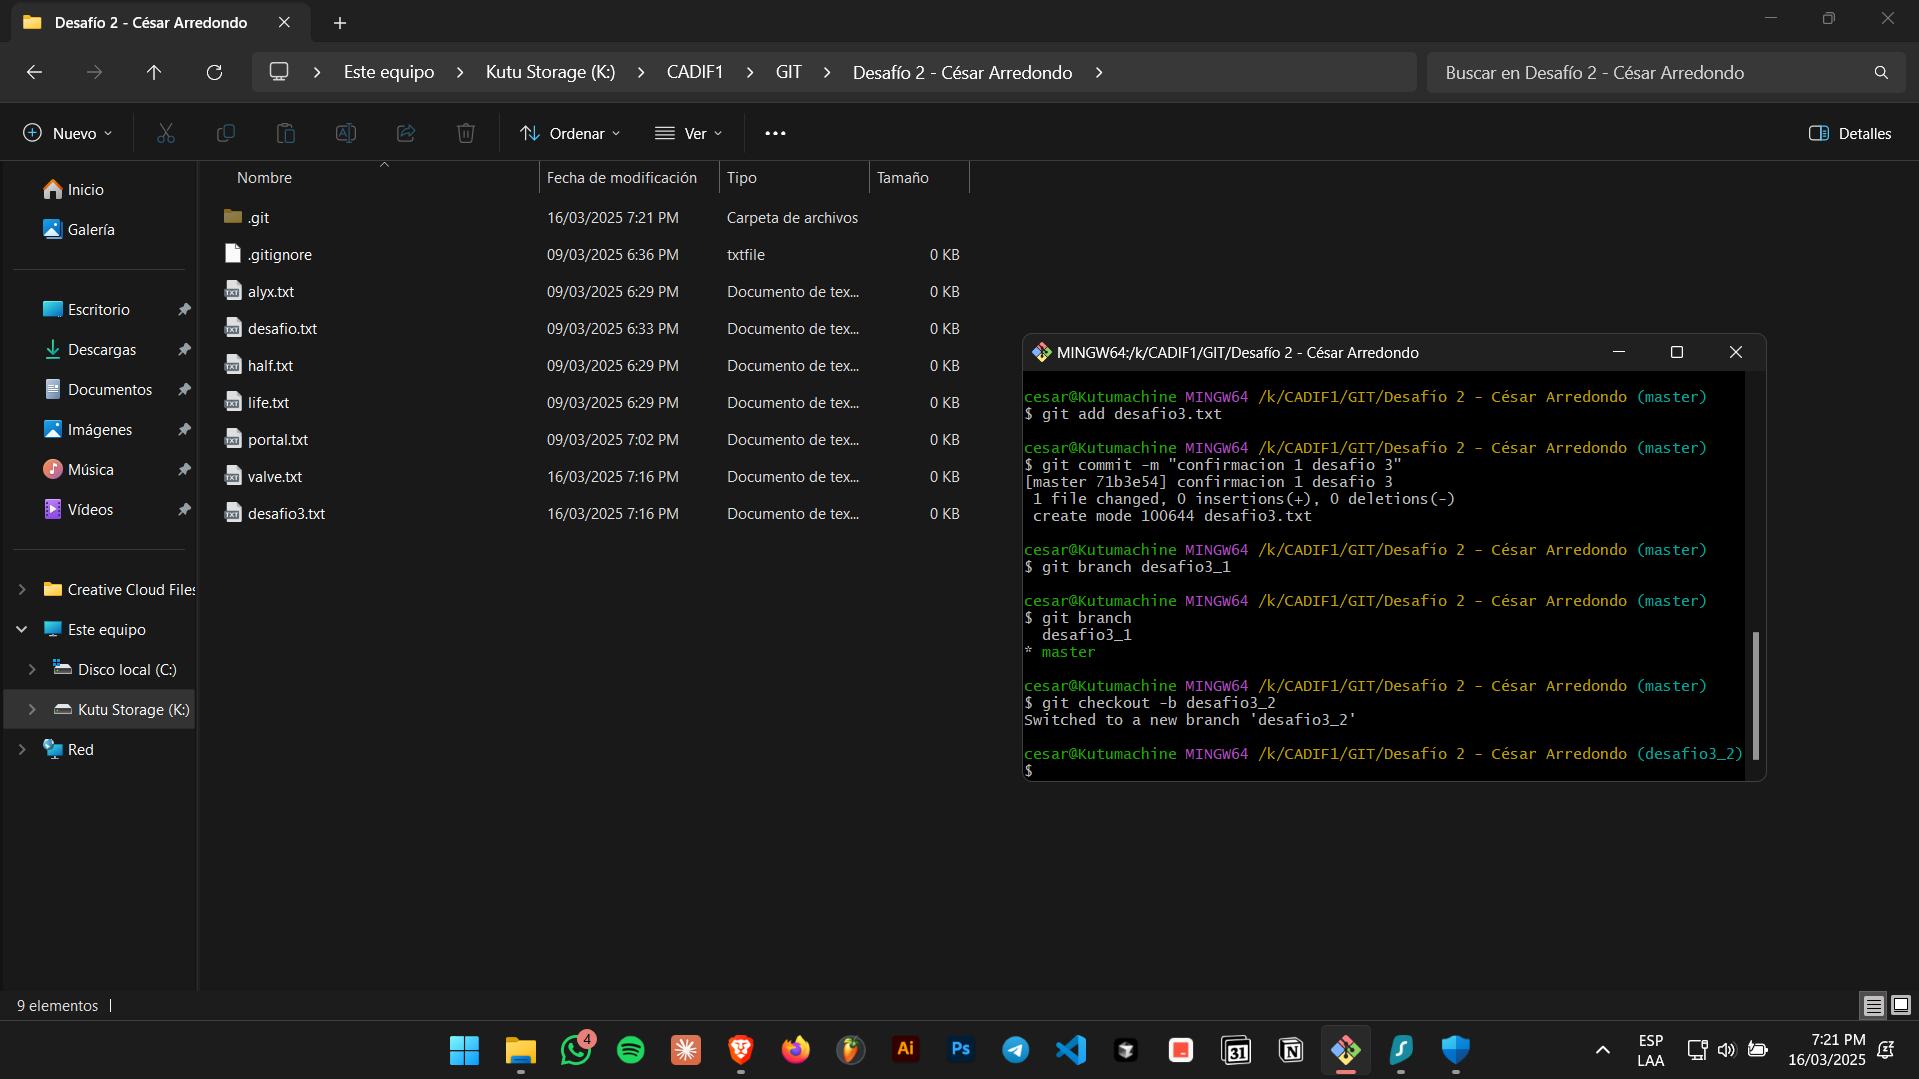 Desafío 2 - César Arredondo
Este equipo
Kutu Storage (K:)
CADIF1
GIT
Desafío 2 - César Arredondo
Buscar en Desafío 2 - César Arredondo
Nuevo
Ordenar
Ver
Detalles
Inicio
Galería
Escritorio
Descargas
Documentos
Imágenes
Música
Vídeos
Creative Cloud Files
Este equipo
Disco local (C:)
Kutu Storage (K:)
Red
Nombre Fecha de modificación Tipo Tamaño
.git 16/03/2025 7:21 PM Carpeta de archivos
.gitignore 09/03/2025 6:36 PM txtfile 0 KB
alyx.txt 09/03/2025 6:29 PM Documento de tex... 0 KB
desafio.txt 09/03/2025 6:33 PM Documento de tex... 0 KB
half.txt 09/03/2025 6:29 PM Documento de tex... 0 KB
life.txt 09/03/2025 6:29 PM Documento de tex... 0 KB
portal.txt 09/03/2025 7:02 PM Documento de tex... 0 KB
valve.txt 16/03/2025 7:16 PM Documento de tex... 0 KB
desafio3.txt 16/03/2025 7:16 PM Documento de tex... 0 KB
MINGW64:/k/CADIF1/GIT/Desafío 2 - César Arredondo
cesar@Kutumachine MINGW64 /k/CADIF1/GIT/Desafío 2 - César Arredondo (master)
$ git add desafio3.txt
cesar@Kutumachine MINGW64 /k/CADIF1/GIT/Desafío 2 - César Arredondo (master)
$ git commit -m "confirmacion 1 desafio 3"
[master 71b3e54] confirmacion 1 desafio 3
1 file changed, 0 insertions(+), 0 deletions(-)
create mode 100644 desafio3.txt
cesar@Kutumachine MINGW64 /k/CADIF1/GIT/Desafío 2 - César Arredondo (master)
$ git branch desafio3_1
cesar@Kutumachine MINGW64 /k/CADIF1/GIT/Desafío 2 - César Arredondo (master)
$ git branch
desafio3_1
* master
cesar@Kutumachine MINGW64 /k/CADIF1/GIT/Desafío 2 - César Arredondo (master)
$ git checkout -b desafio3_2
Switched to a new branch 'desafio3_2'
cesar@Kutumachine MINGW64 /k/CADIF1/GIT/Desafío 2 - César Arredondo (desafio3_2)
$
9 elementos
4
Ai
Ps
31
ESP
LAA
7:21 PM
16/03/2025